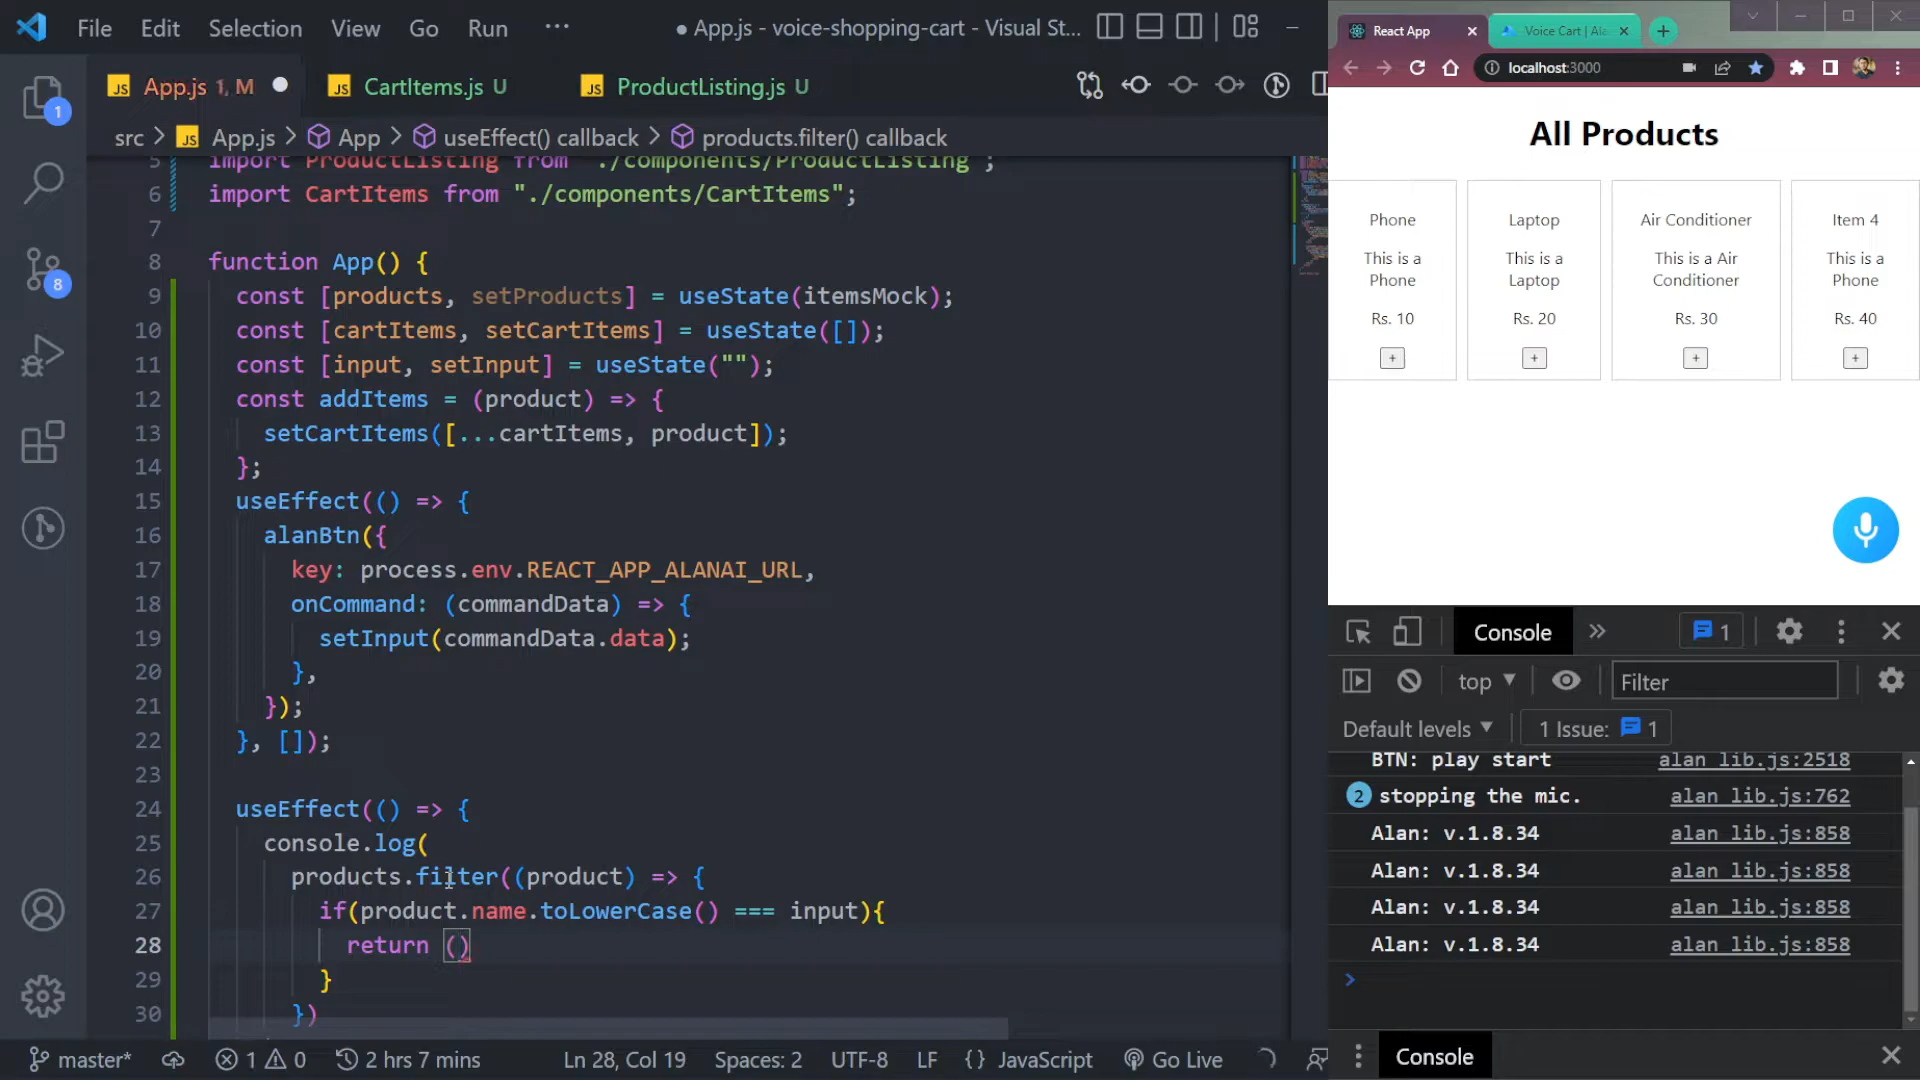 File Edit Selection View Go Run ··· ● App.js - voice-shopping-cart - Visual St...
App.js 1, M CartItems.js U ProductListing.js U
src > App.js > App > useEffect() callback > products.filter() callback
5 import ProductListing from "./components/ProductListing";
6 import CartItems from "./components/CartItems";
7
8 function App() {
9 const [products, setProducts] = useState(itemsMock);
10 const [cartItems, setCartItems] = useState([]);
11 const [input, setInput] = useState("");
12 const addItems = (product) => {
13 setCartItems([...cartItems, product]);
14 };
15 useEffect(() => {
16 alanBtn({
17 key: process.env.REACT_APP_ALANAI_URL,
18 onCommand: (commandData) => {
19 setInput(commandData.data);
20 },
21 });
22 }, []);
23
24 useEffect(() => {
25 console.log(
26 products.filter((product) => {
27 if(product.name.toLowerCase() === input){
28 return ()
29 }
30 })
1
8
master* 1 0 2 hrs 7 mins Ln 28, Col 19 Spaces: 2 UTF-8 LF {} JavaScript Go Live
React App Voice Cart | Ala
localhost:3000
All Products
Phone Laptop Air Conditioner Item 4
This is a Phone This is a Laptop This is a Air Conditioner This is a Phone
Rs. 10 Rs. 20 Rs. 30 Rs. 40
+ + + +
Console 1
top Filter
Default levels 1 Issue: 1
BTN: play start alan_lib.js:2518
2 stopping the mic. alan_lib.js:762
Alan: v.1.8.34 alan_lib.js:858
Alan: v.1.8.34 alan_lib.js:858
Alan: v.1.8.34 alan_lib.js:858
Alan: v.1.8.34 alan_lib.js:858
>
Console